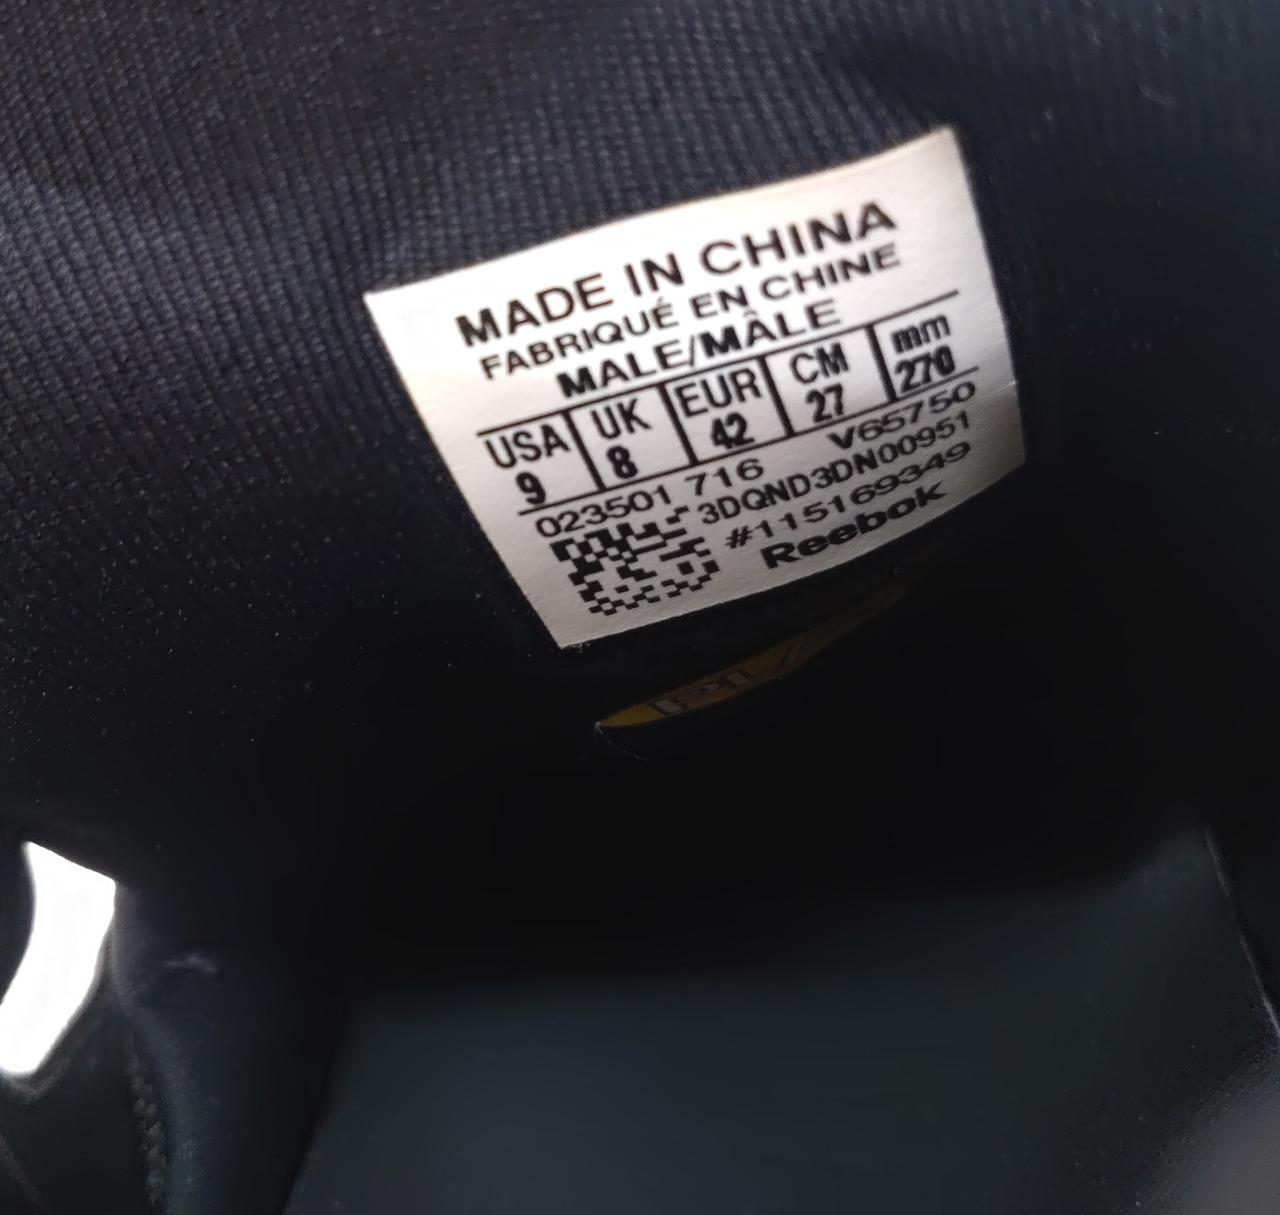 MADE IN CHINA
FABRIQUÉ EN CHINE
MALE/MÂLE
USA UK EUR CM mm
9 8 42 27 270
023501 716 V65750
3DQND3DN00951
#115169349
Reebok